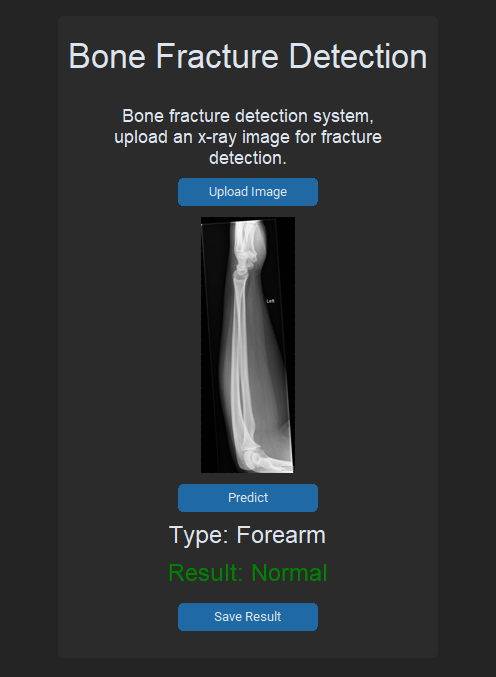 Bone Fracture Detection
Bone fracture detection system,
upload an x-ray image for fracture
detection.
Upload Image
Left
Predict
Type: Forearm
Result: Normal
Save Result